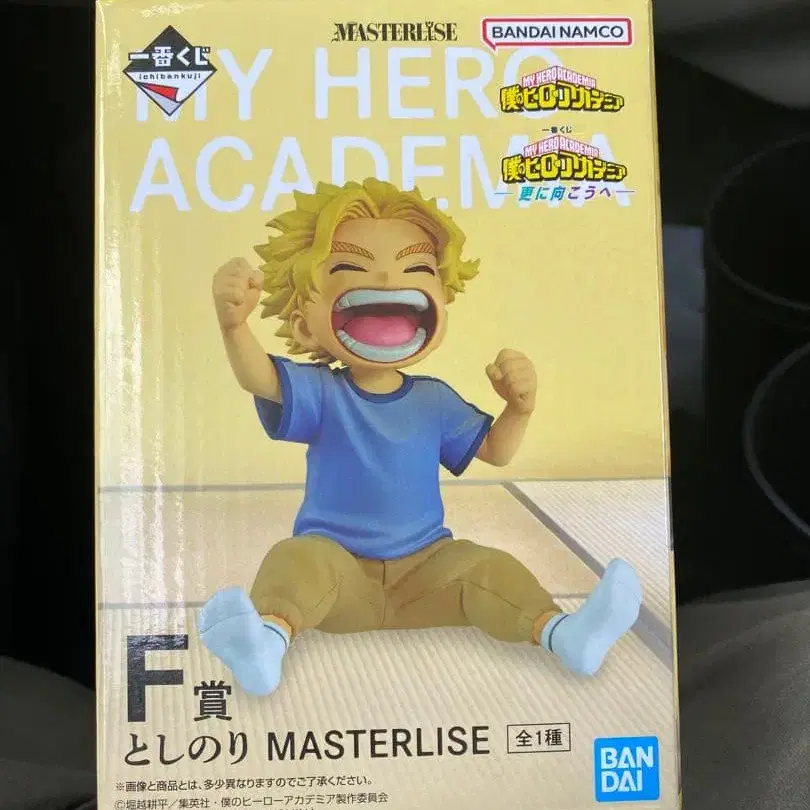 MASTERLISE
BANDAI NAMCO
一番くじ
ichibankuji
MY HERO
ACADEMIA
MY HERO ACADEMIA
僕のヒーローアカデミア
一番くじ
MY HERO ACADEMIA
僕のヒーローアカデミア
更に向こうへ
F賞
としのり MASTERLISE 全1種
※画像と商品とは、多少異なりますのでご了承ください。
©堀越耕平／集英社・僕のヒーローアカデミア製作委員会
BAN
DAI